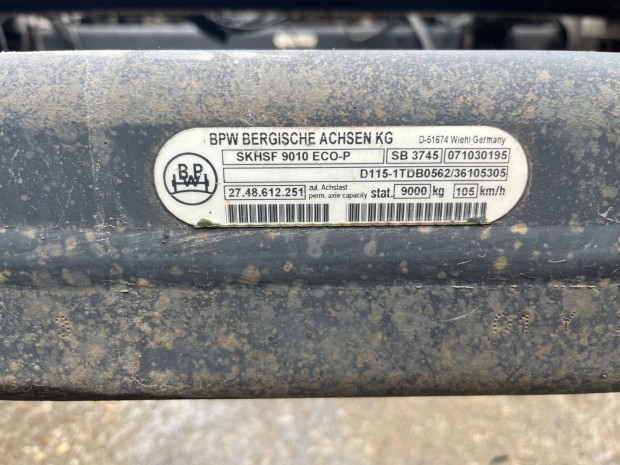 BPW BERGISCHE ACHSEN KG D-51674 Wiehl Germany
SKHSF 9010 ECO-P SB 3745 071030195
BPW
D115-1TDB0562/36105305
27.48.612.251 zul. Achslast perm. axle capacity stat. 9000 kg 105 km/h